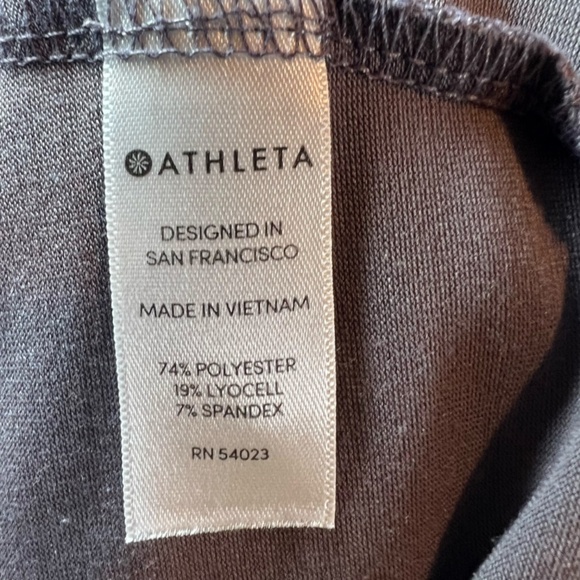 ATHLETA
DESIGNED IN
SAN FRANCISCO
MADE IN VIETNAM
74% POLYESTER
19% LYOCELL
7% SPANDEX
RN 54023